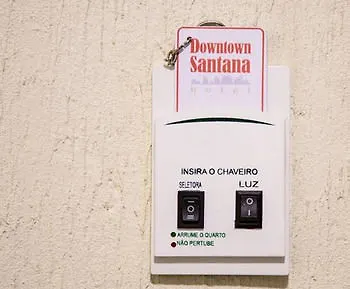 Downtown
Santana
hotel
INSIRA O CHAVEIRO
SELETORA
LUZ
ARRUME O QUARTO
NÃO PERTUBE